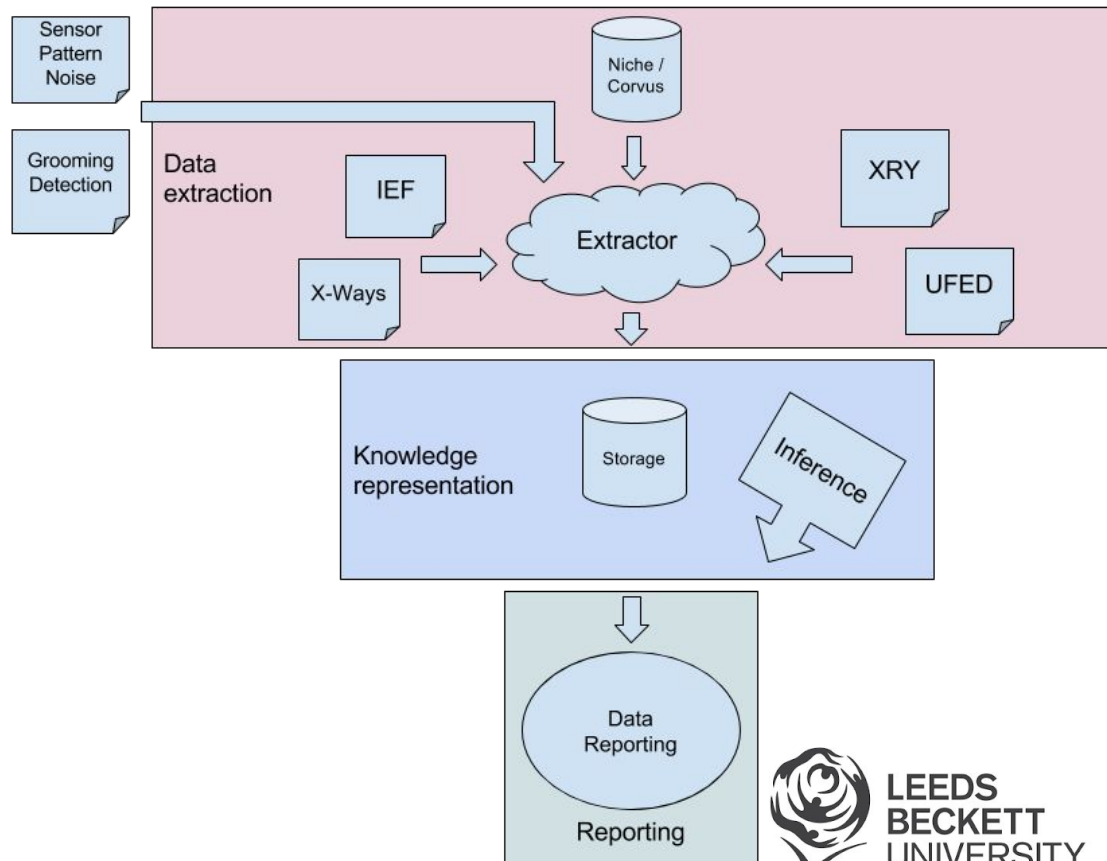 Sensor
Pattern
Noise
Grooming
Detection
Data
extraction
Niche /
Corvus
IEF
X-Ways
Extractor
XRY
UFED
Knowledge
representation
Storage
Inference
Data
Reporting
Reporting
LEEDS
BECKETT
UNIVERSITY